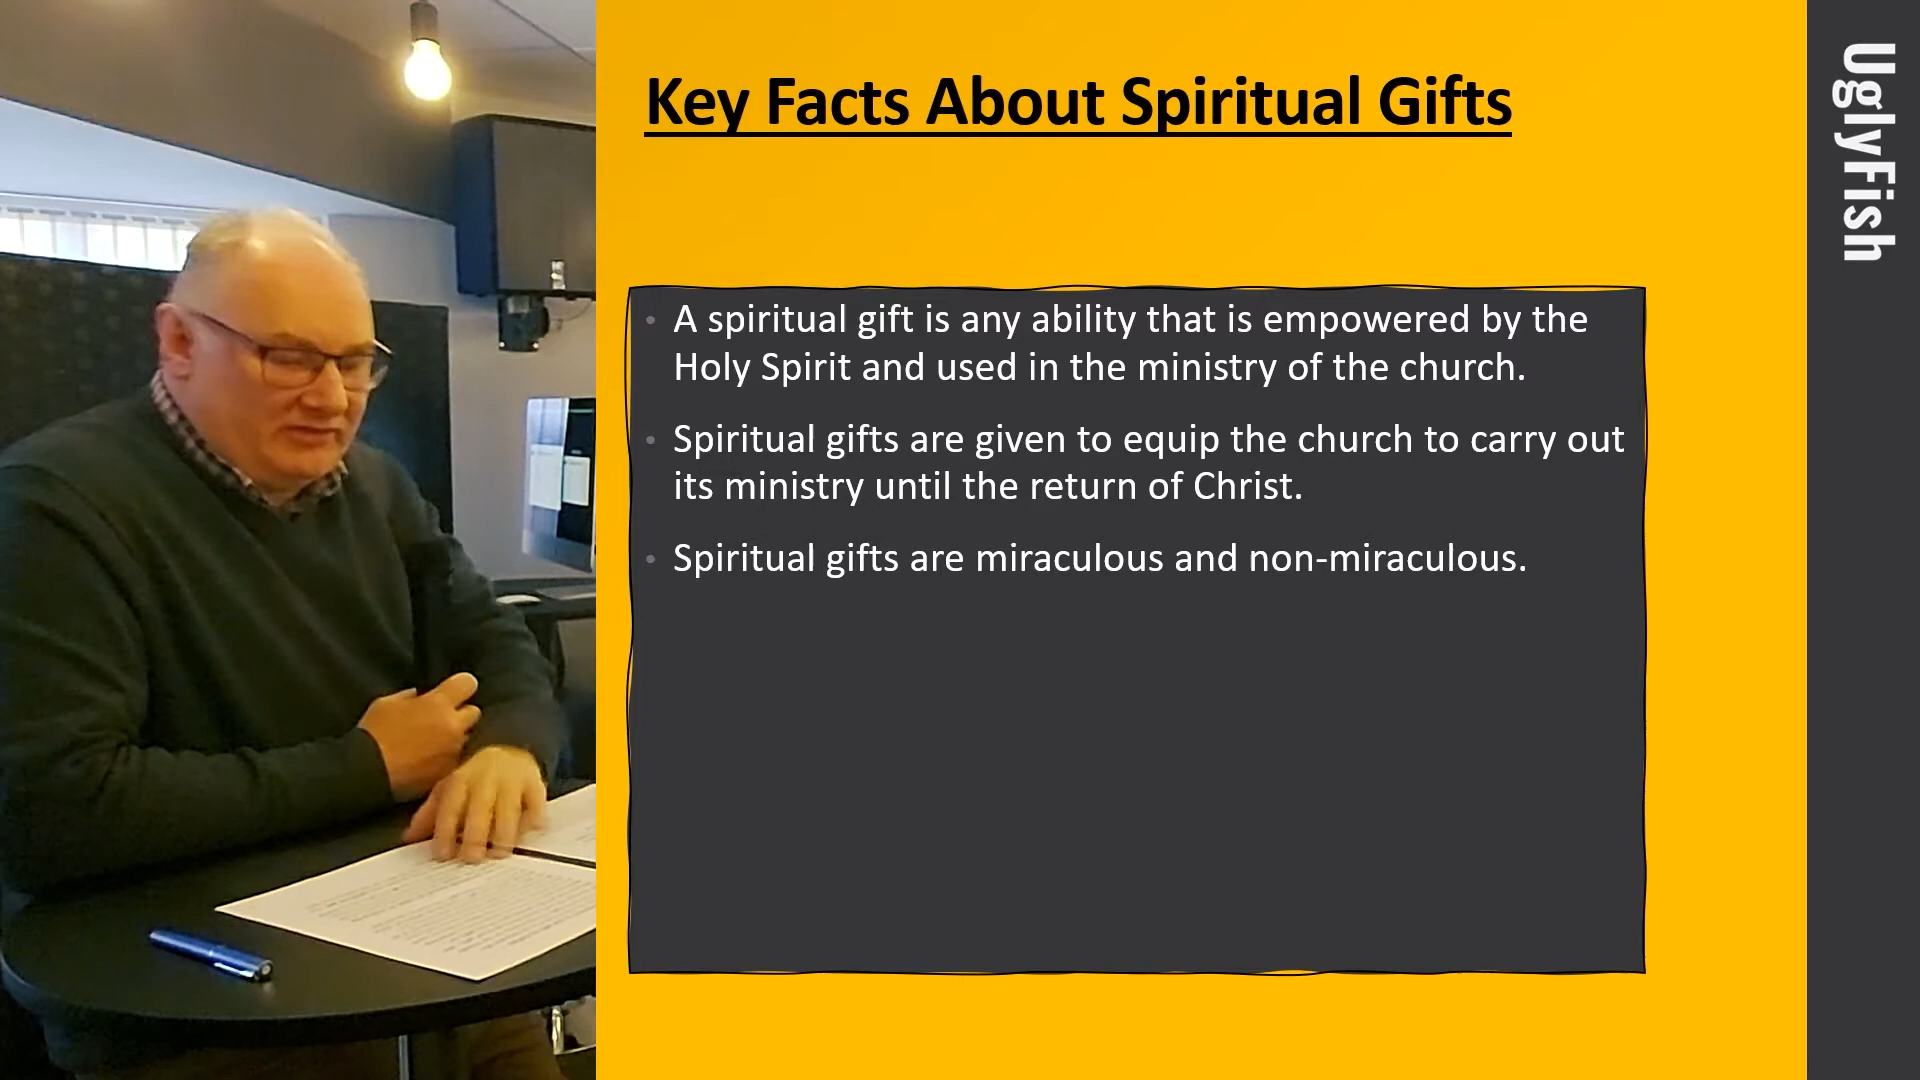 Key Facts About Spiritual Gifts
• A spiritual gift is any ability that is empowered by the
Holy Spirit and used in the ministry of the church.
• Spiritual gifts are given to equip the church to carry out
its ministry until the return of Christ.
• Spiritual gifts are miraculous and non-miraculous.
UglyFish